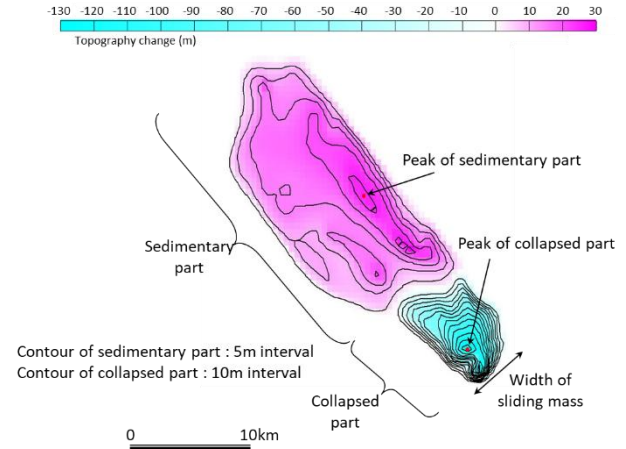 -130 -120 -110 -100 -90 -80 -70 -60 -50 -40 -30 -20 -10 0 10 20 30
Topography change (m)
Peak of sedimentary part
Peak of collapsed part
Sedimentary
part
Contour of sedimentary part : 5m interval
Contour of collapsed part : 10m interval
Width of
sliding mass
Collapsed
part
0 10km